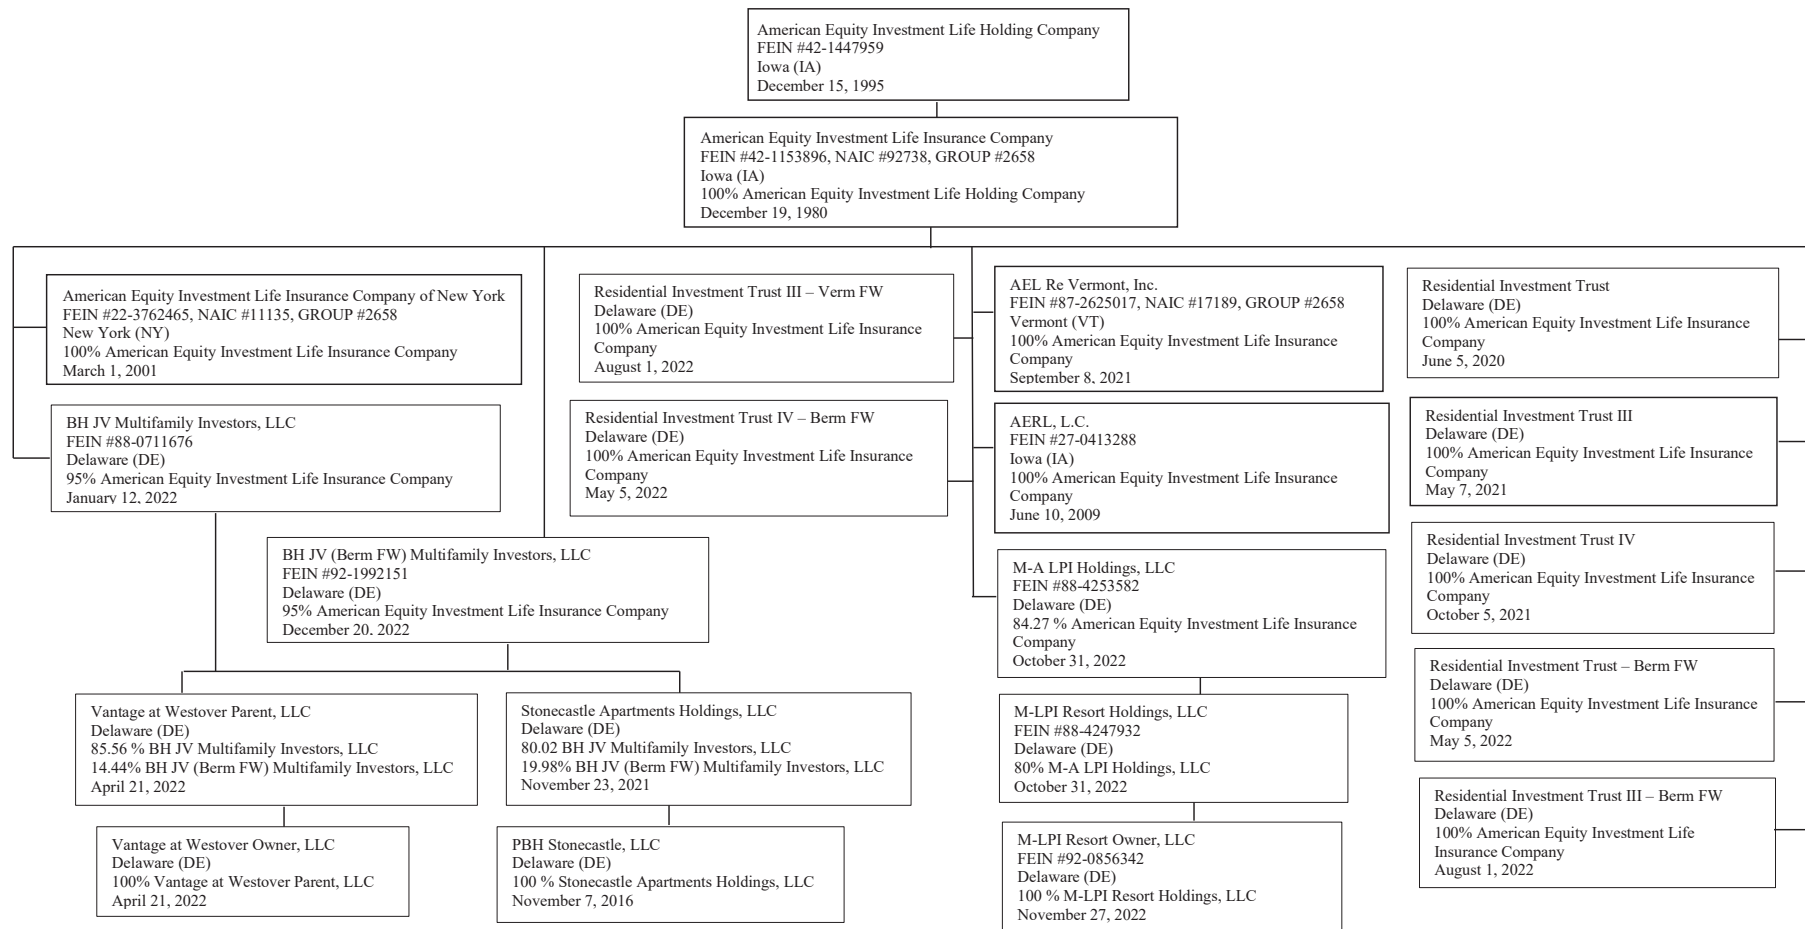 American Equity Investment Life Holding Company
FEIN #42-1447959
Iowa (IA)
December 15, 1995
American Equity Investment Life Insurance Company
FEIN #42-1153896, NAIC #92738, GROUP #2658
Iowa (IA)
100% American Equity Investment Life Holding Company
December 19, 1980
American Equity Investment Life Insurance Company of New York
FEIN #22-3762465, NAIC #11135, GROUP #2658
New York (NY)
100% American Equity Investment Life Insurance Company
March 1, 2001
BH JV Multifamily Investors, LLC
FEIN #88-0711676
Delaware (DE)
95% American Equity Investment Life Insurance Company
January 12, 2022
BH JV (Berm FW) Multifamily Investors, LLC
FEIN #92-1992151
Delaware (DE)
95% American Equity Investment Life Insurance Company
December 20, 2022
Vantage at Westover Parent, LLC
Delaware (DE)
85.56 % BH JV Multifamily Investors, LLC
14.44% BH JV (Berm FW) Multifamily Investors, LLC
April 21, 2022
Vantage at Westover Owner, LLC
Delaware (DE)
100% Vantage at Westover Parent, LLC
April 21, 2022
Stonecastle Apartments Holdings, LLC
Delaware (DE)
80.02 BH JV Multifamily Investors, LLC
19.98% BH JV (Berm FW) Multifamily Investors, LLC
November 23, 2021
PBH Stonecastle, LLC
Delaware (DE)
100 % Stonecastle Apartments Holdings, LLC
November 7, 2016
Residential Investment Trust III – Verm FW
Delaware (DE)
100% American Equity Investment Life Insurance
Company
August 1, 2022
Residential Investment Trust IV – Berm FW
Delaware (DE)
100% American Equity Investment Life Insurance
Company
May 5, 2022
AEL Re Vermont, Inc.
FEIN #87-2625017, NAIC #17189, GROUP #2658
Vermont (VT)
100% American Equity Investment Life Insurance
Company
September 8, 2021
AERL, L.C.
FEIN #27-0413288
Iowa (IA)
100% American Equity Investment Life Insurance
Company
June 10, 2009
M-A LPI Holdings, LLC
FEIN #88-4253582
Delaware (DE)
84.27 % American Equity Investment Life Insurance
Company
October 31, 2022
M-LPI Resort Holdings, LLC
FEIN #88-4247932
Delaware (DE)
80% M-A LPI Holdings, LLC
October 31, 2022
M-LPI Resort Owner, LLC
FEIN #92-0856342
Delaware (DE)
100 % M-LPI Resort Holdings, LLC
November 27, 2022
Residential Investment Trust
Delaware (DE)
100% American Equity Investment Life Insurance
Company
June 5, 2020
Residential Investment Trust III
Delaware (DE)
100% American Equity Investment Life Insurance
Company
May 7, 2021
Residential Investment Trust IV
Delaware (DE)
100% American Equity Investment Life Insurance
Company
October 5, 2021
Residential Investment Trust – Berm FW
Delaware (DE)
100% American Equity Investment Life Insurance
Company
May 5, 2022
Residential Investment Trust III – Berm FW
Delaware (DE)
100% American Equity Investment Life
Insurance Company
August 1, 2022